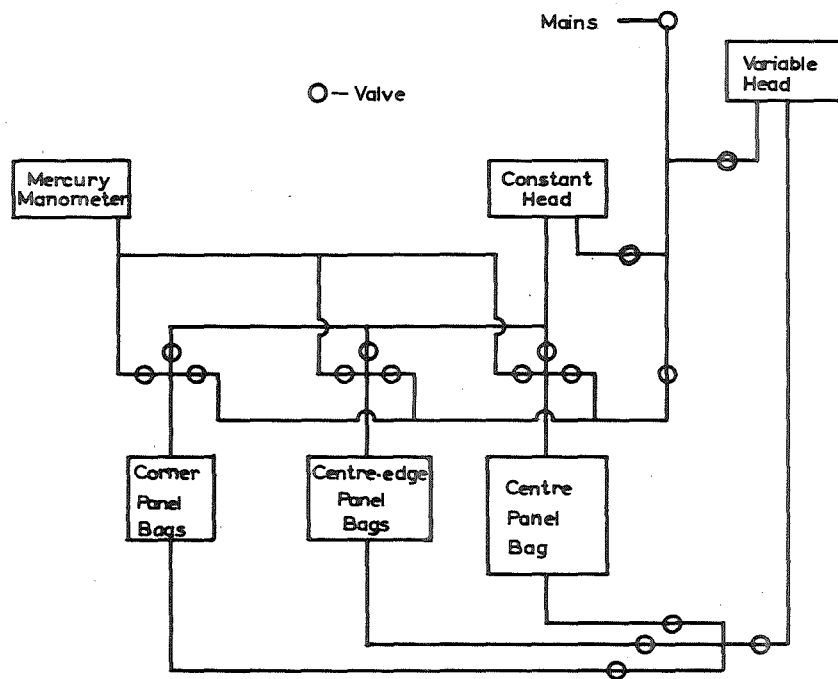 Mains
Variable
Head
– Valve
Mercury
Manometer
Constant
Head
Corner
Panel
Bags
Centre-edge
Panel
Bags
Centre
Panel
Bag